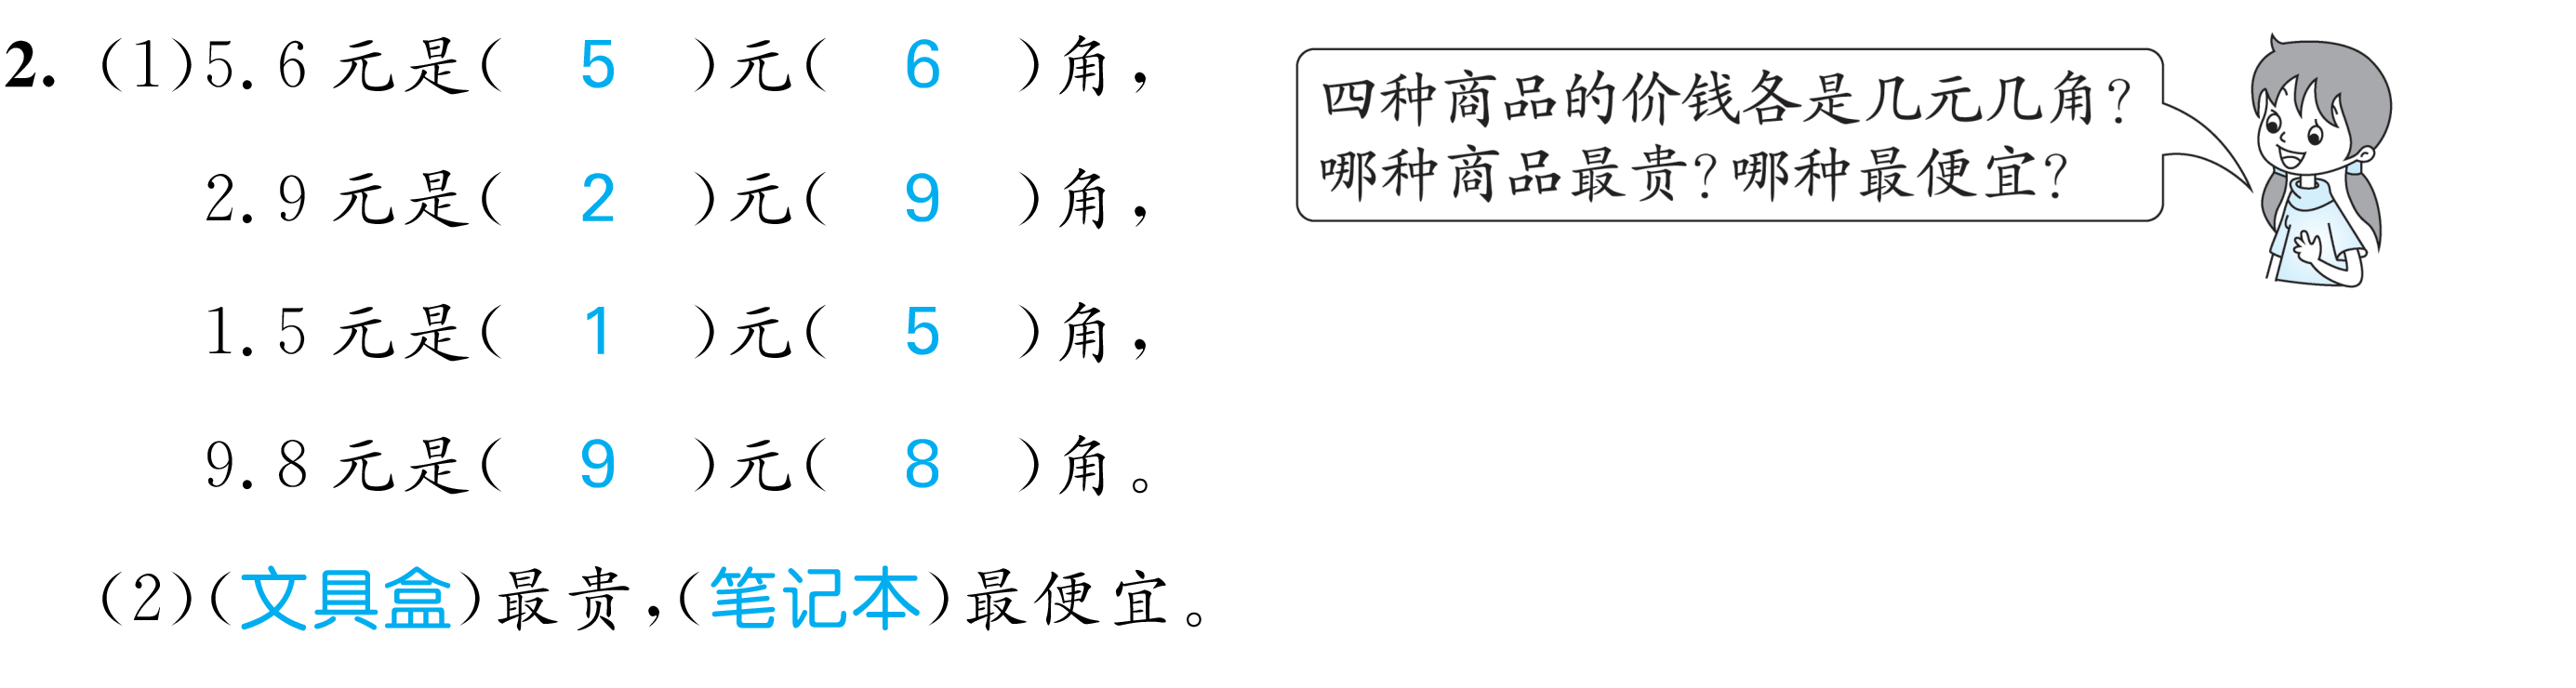 2. (1)5.6元是( 5 )元( 6 )角，
2.9元是( 2 )元( 9 )角，
1.5元是( 1 )元( 5 )角，
9.8元是( 9 )元( 8 )角。
(2)(文具盒)最贵，(笔记本)最便宜。
四种商品的价钱各是几元几角?
哪种商品最贵?哪种最便宜?